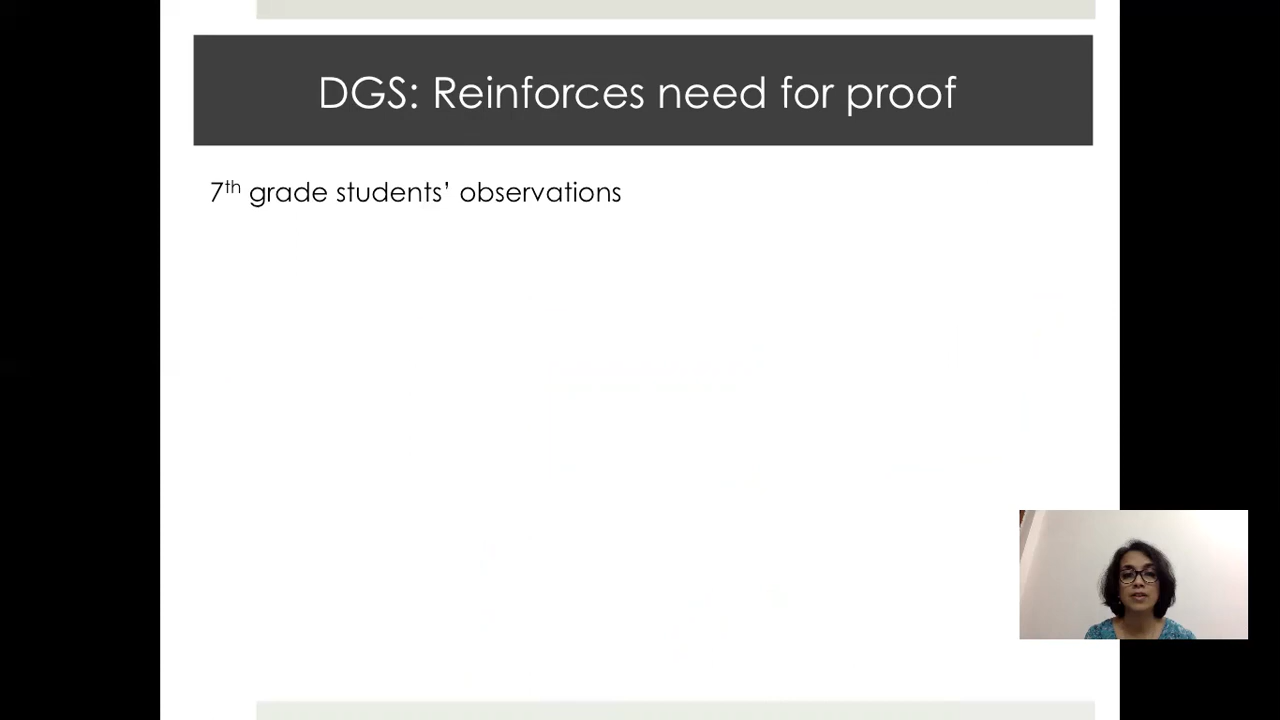 DGS: Reinforces need for proof
7th grade students’ observations